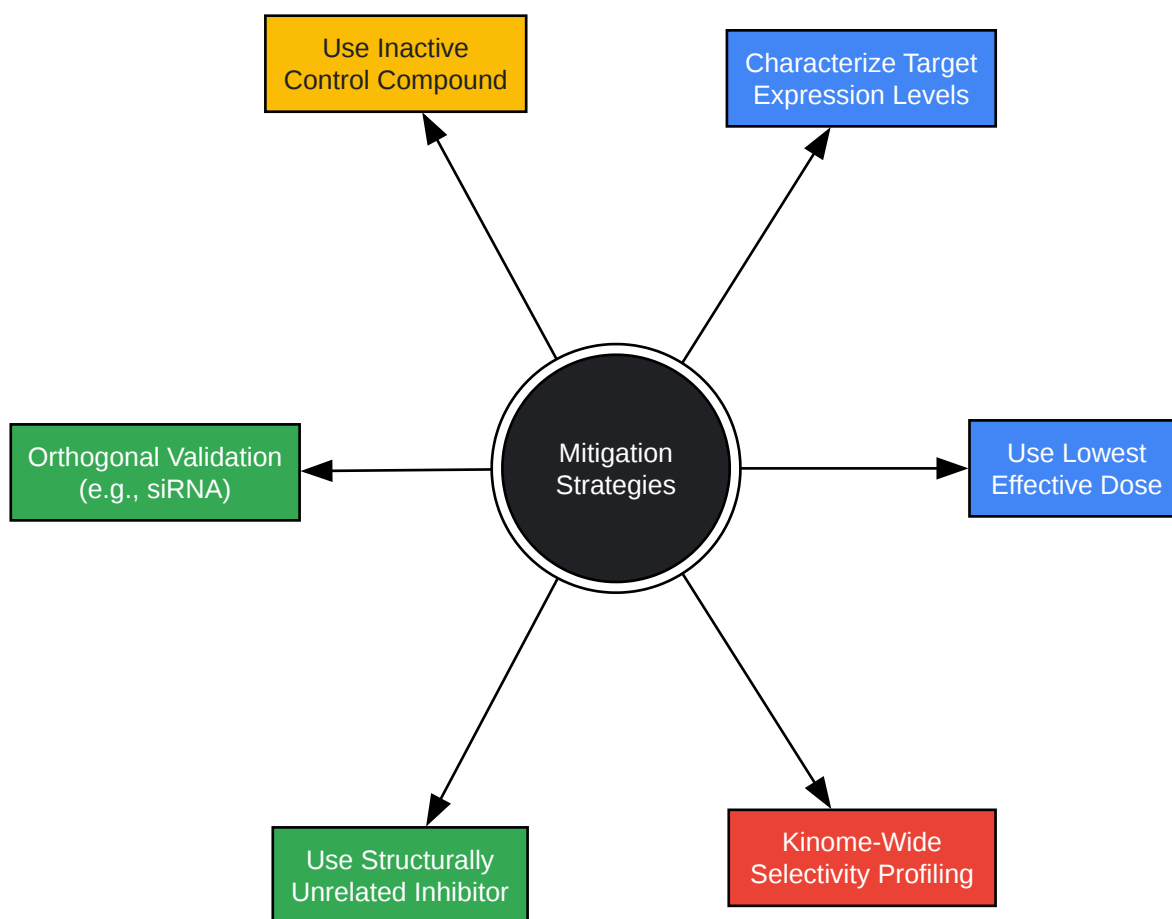 Use Inactive
Control Compound
Characterize Target
Expression Levels
Orthogonal Validation
(e.g., siRNA)
Mitigation
Strategies
Use Lowest
Effective Dose
Use Structurally
Unrelated Inhibitor
Kinome-Wide
Selectivity Profiling